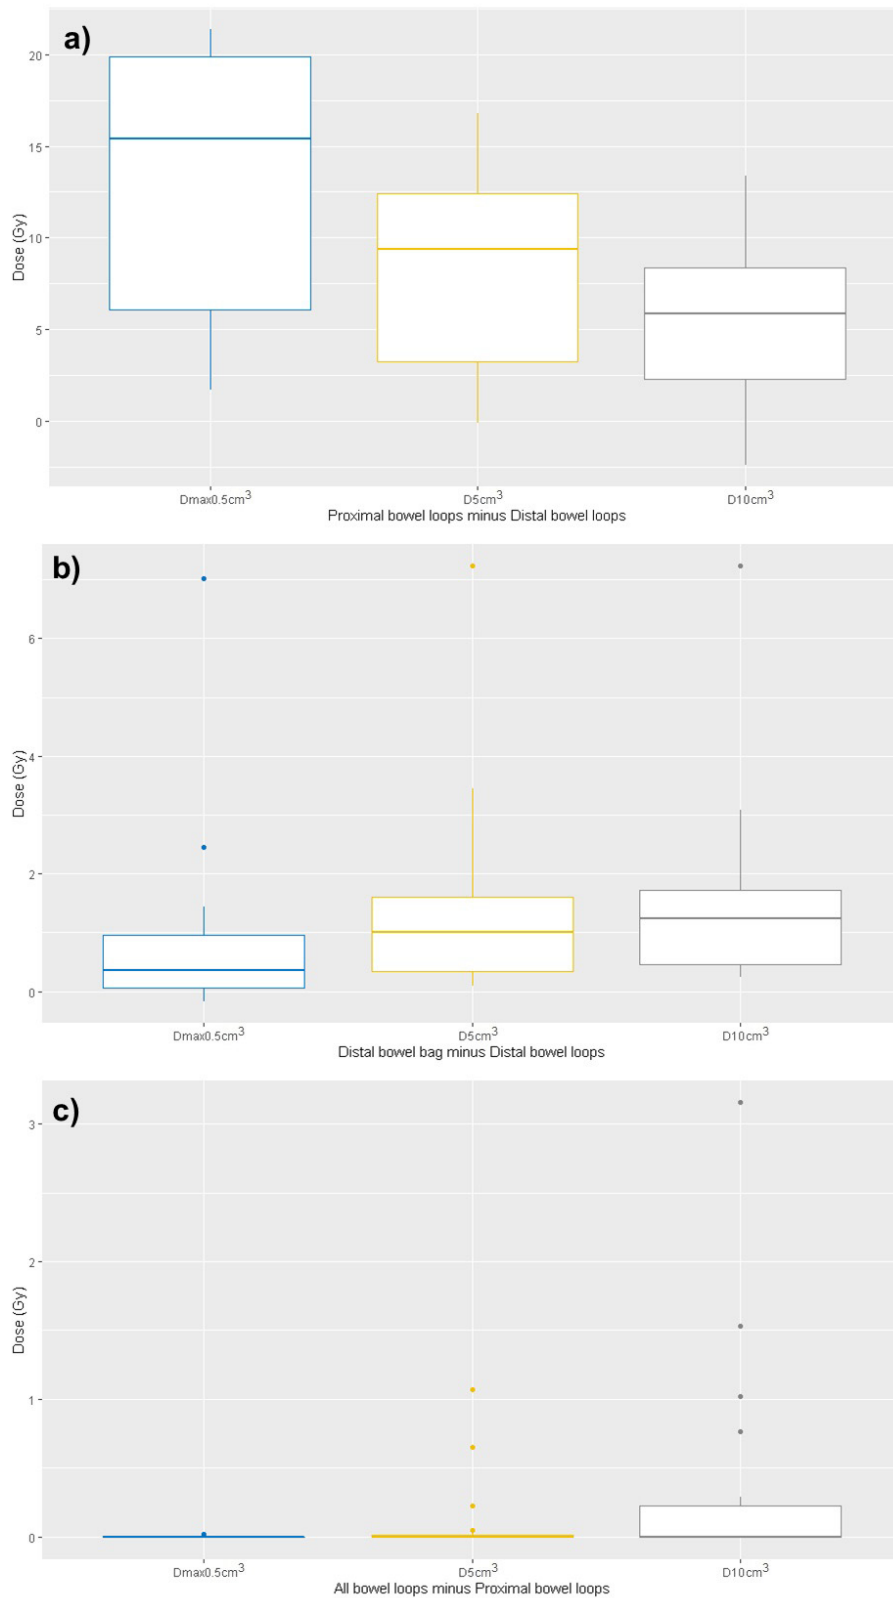 a)
20
15
10
5
0
Dose (Gy)
Dmax0.5cm³ D5cm³ D10cm³
Proximal bowel loops minus Distal bowel loops
b)
6
4
2
0
Dose (Gy)
Dmax0.5cm³ D5cm³ D10cm³
Distal bowel bag minus Distal bowel loops
c)
3
2
1
0
Dose (Gy)
Dmax0.5cm³ D5cm³ D10cm³
All bowel loops minus Proximal bowel loops